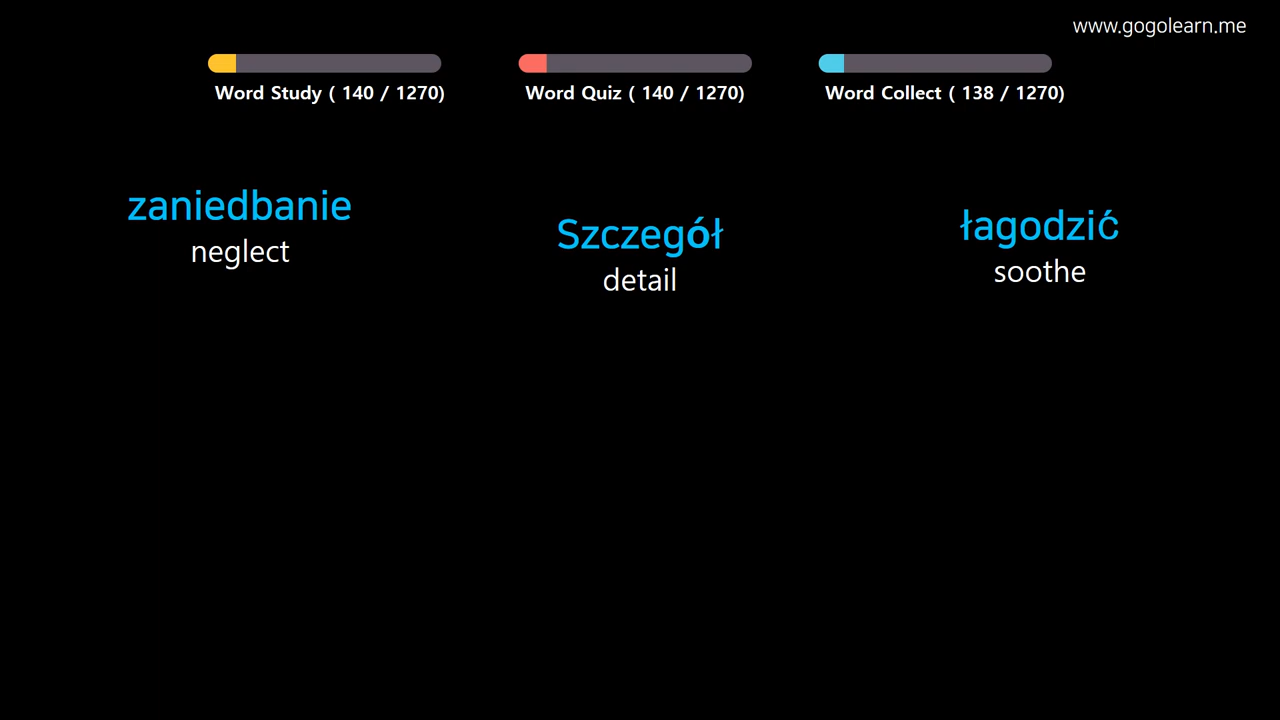 www.gogolearn.me
Word Study ( 140 / 1270)
Word Quiz ( 140 / 1270)
Word Collect ( 138 / 1270)
zaniedbanie
neglect
Szczegół
detail
łagodzić
soothe